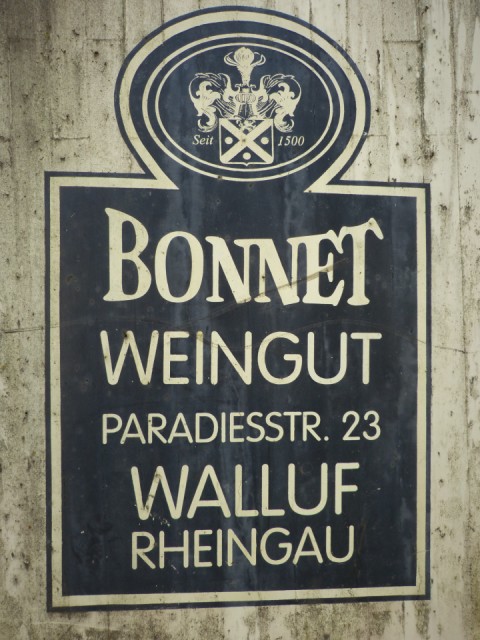 Seit 1500
BONNET
WEINGUT
PARADIESSTR. 23
WALLUF
RHEINGAU